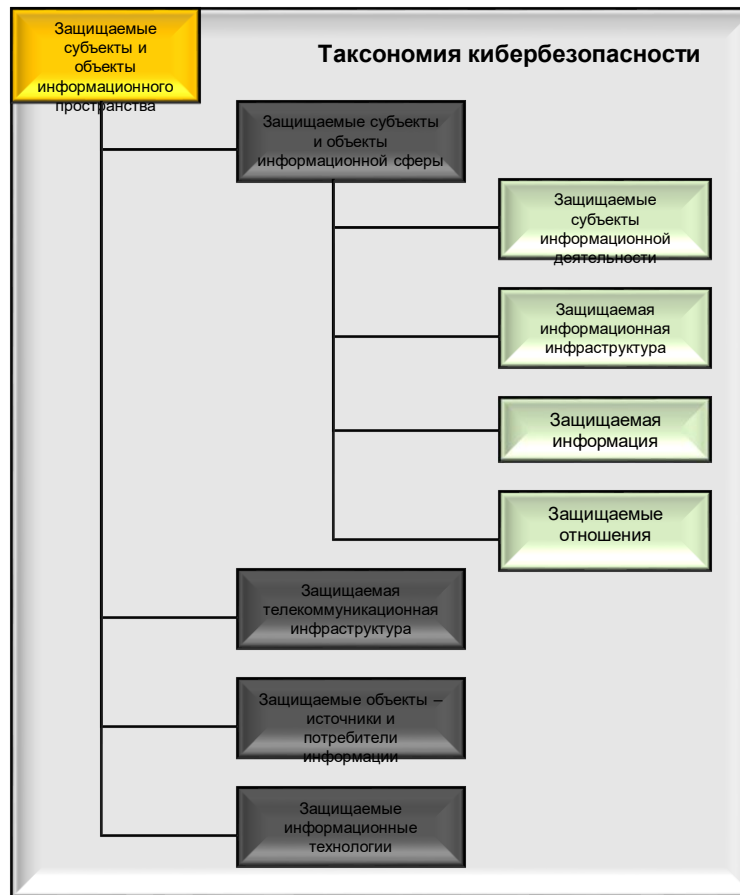 Защищаемые
субъекты и
объекты
информационного
пространства
Таксономия кибербезопасности
Защищаемые субъекты
и объекты
информационной сферы
Защищаемые
субъекты
информационной
деятельности
Защищаемая
информационная
инфраструктура
Защищаемая
информация
Защищаемые
отношения
Защищаемая
телекоммуникационная
инфраструктура
Защищаемые объекты –
источники и
потребители
информации
Защищаемые
информационные
технологии